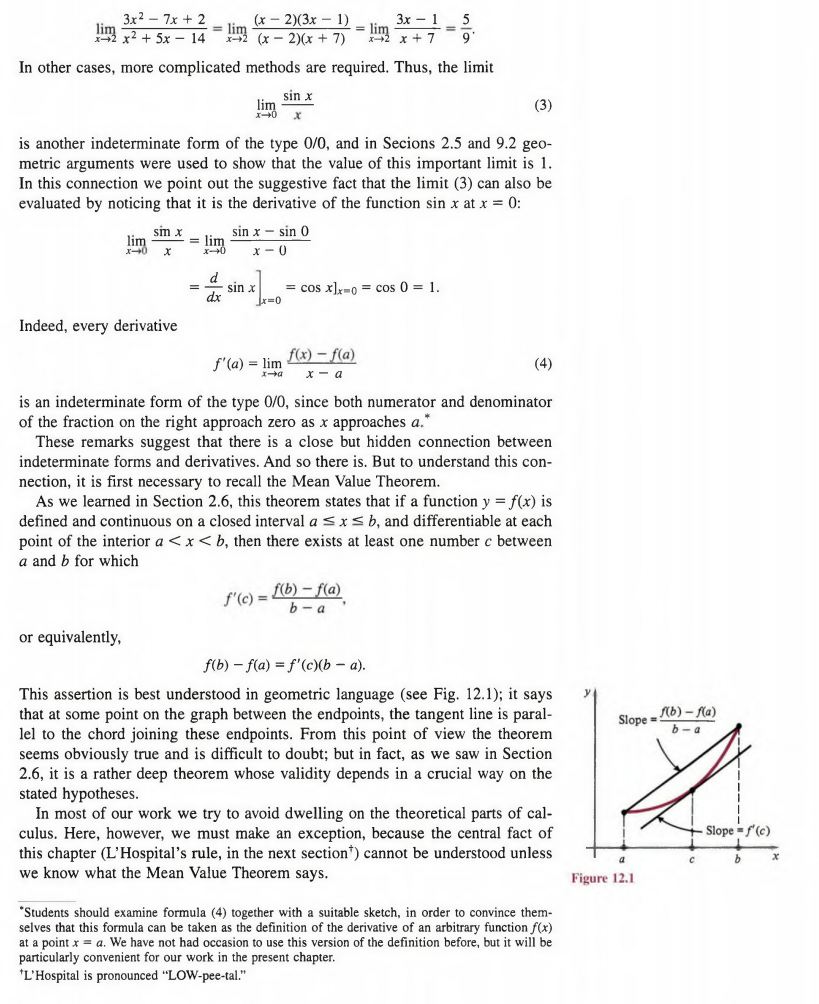 lim x→2 (3x² − 7x + 2)/(x² + 5x − 14) = lim x→2 (x − 2)(3x − 1)/(x − 2)(x + 7) = lim x→2 (3x − 1)/(x + 7) = 5/9.
In other cases, more complicated methods are required. Thus, the limit
lim x→0 sin x / x (3)
is another indeterminate form of the type 0/0, and in Secions 2.5 and 9.2 geo-
metric arguments were used to show that the value of this important limit is 1.
In this connection we point out the suggestive fact that the limit (3) can also be
evaluated by noticing that it is the derivative of the function sin x at x = 0:
lim x→0 sin x / x = lim x→0 (sin x − sin 0)/(x − 0)
= d/dx sin x]x=0 = cos x]x=0 = cos 0 = 1.
Indeed, every derivative
f′(a) = lim x→a (f(x) − f(a))/(x − a) (4)
is an indeterminate form of the type 0/0, since both numerator and denominator
of the fraction on the right approach zero as x approaches a.*
These remarks suggest that there is a close but hidden connection between
indeterminate forms and derivatives. And so there is. But to understand this con-
nection, it is first necessary to recall the Mean Value Theorem.
As we learned in Section 2.6, this theorem states that if a function y = f(x) is
defined and continuous on a closed interval a ≤ x ≤ b, and differentiable at each
point of the interior a < x < b, then there exists at least one number c between
a and b for which
f′(c) = (f(b) − f(a))/(b − a),
or equivalently,
f(b) − f(a) = f′(c)(b − a).
This assertion is best understood in geometric language (see Fig. 12.1); it says
that at some point on the graph between the endpoints, the tangent line is paral-
lel to the chord joining these endpoints. From this point of view the theorem
seems obviously true and is difficult to doubt; but in fact, as we saw in Section
2.6, it is a rather deep theorem whose validity depends in a crucial way on the
stated hypotheses.
In most of our work we try to avoid dwelling on the theoretical parts of cal-
culus. Here, however, we must make an exception, because the central fact of
this chapter (L'Hospital's rule, in the next section†) cannot be understood unless
we know what the Mean Value Theorem says.
y
Slope = (f(b) − f(a))/(b − a)
Slope = f′(c)
a c b x
Figure 12.1
*Students should examine formula (4) together with a suitable sketch, in order to convince them-
selves that this formula can be taken as the definition of the derivative of an arbitrary function f(x)
at a point x = a. We have not had occasion to use this version of the definition before, but it will be
particularly convenient for our work in the present chapter.
†L'Hospital is pronounced "LOW-pee-tal."